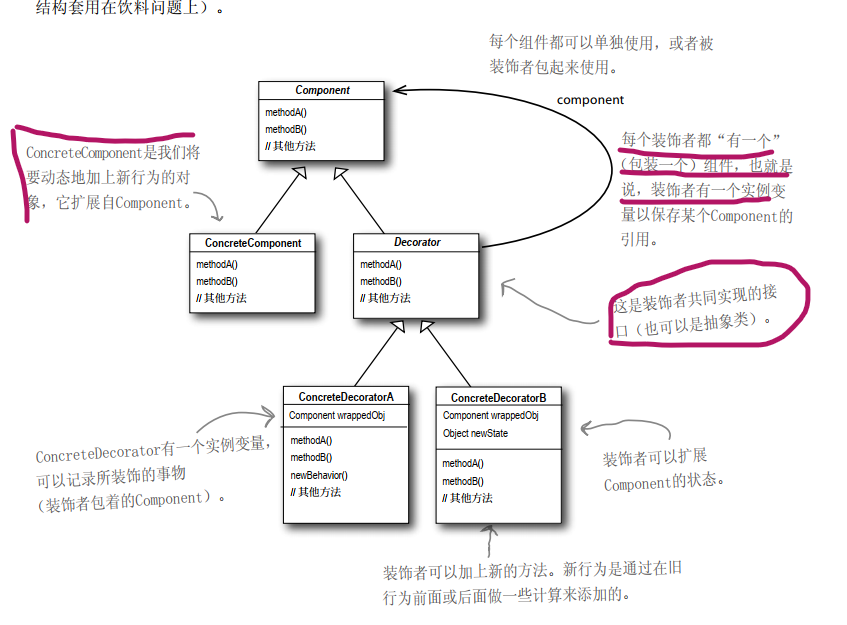 结构套用在饮料问题上）。
每个组件都可以单独使用，或者被
装饰者包起来使用。
Component
methodA()
methodB()
// 其他方法
component
ConcreteComponent是我们将
要动态地加上新行为的对
象，它扩展自Component。
每个装饰者都“有一个”
（包装一个）组件，也就是
说，装饰者有一个实例变
量以保存某个Component的
引用。
ConcreteComponent
methodA()
methodB()
// 其他方法
Decorator
methodA()
methodB()
// 其他方法
这是装饰者共同实现的接
口（也可以是抽象类）。
ConcreteDecoratorA
Component wrappedObj
methodA()
methodB()
newBehavior()
// 其他方法
ConcreteDecoratorB
Component wrappedObj
Object newState
methodA()
methodB()
// 其他方法
ConcreteDecorator有一个实例变量，
可以记录所装饰的事物
（装饰者包着的Component）。
装饰者可以扩展
Component的状态。
装饰者可以加上新的方法。新行为是通过在旧
行为前面或后面做一些计算来添加的。